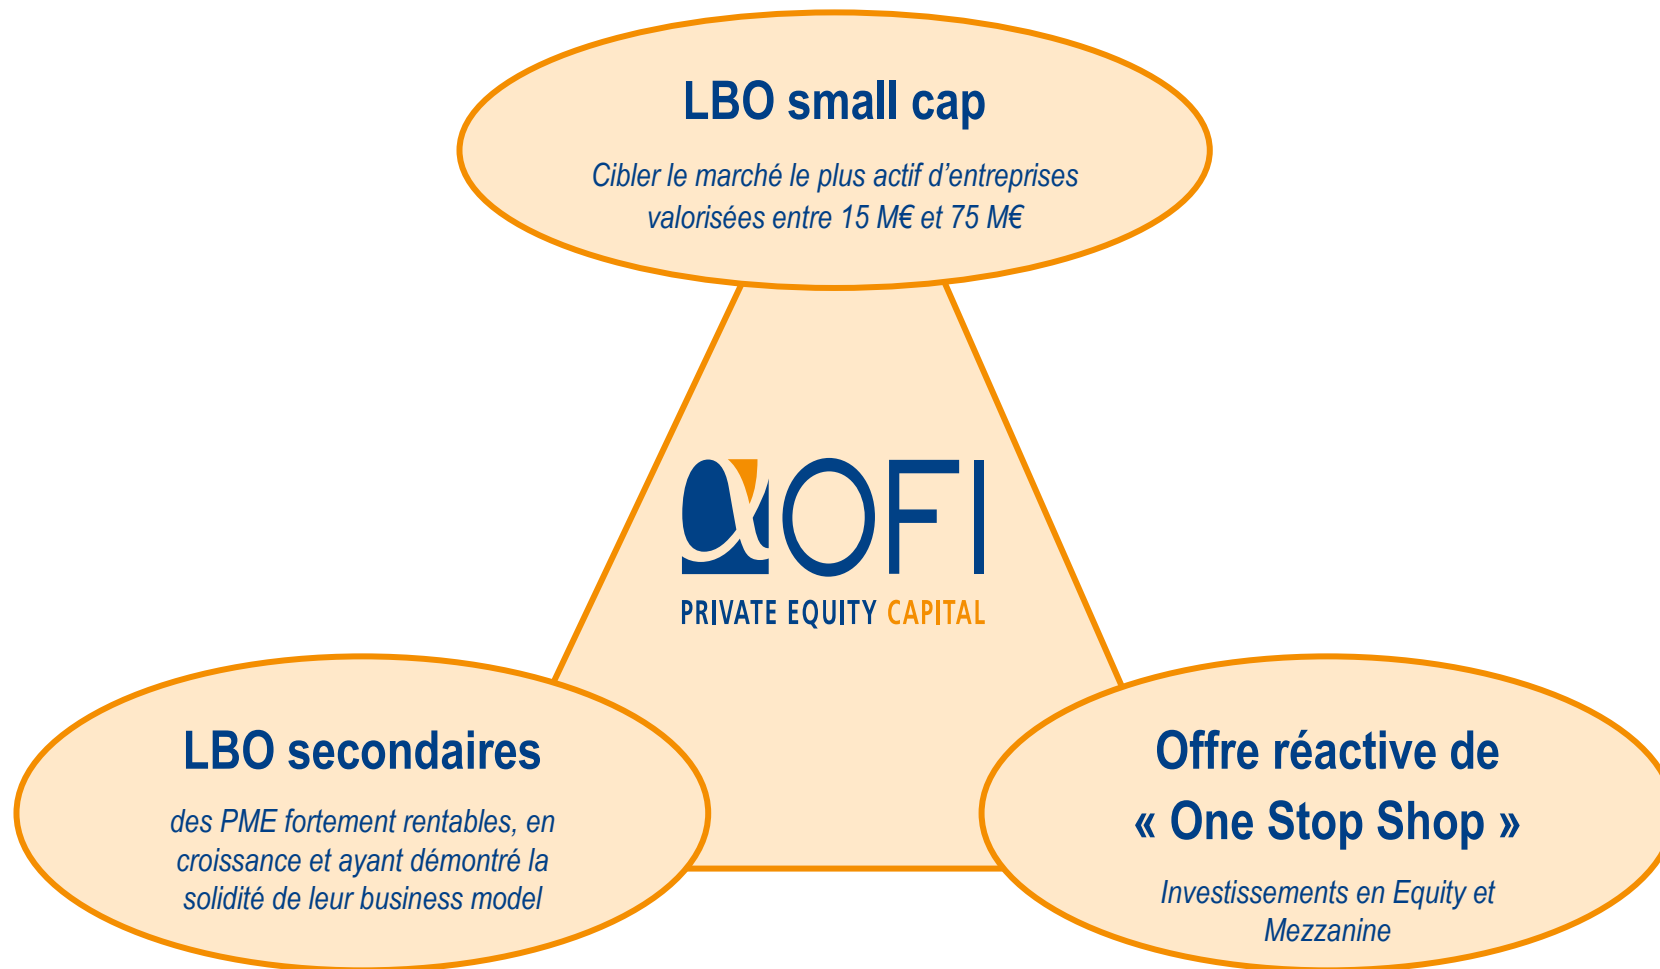 LBO small cap
Cibler le marché le plus actif d’entreprises
valorisées entre 15 M€ et 75 M€
OFI
PRIVATE EQUITY CAPITAL
LBO secondaires
des PME fortement rentables, en
croissance et ayant démontré la
solidité de leur business model
Offre réactive de
« One Stop Shop »
Investissements en Equity et
Mezzanine